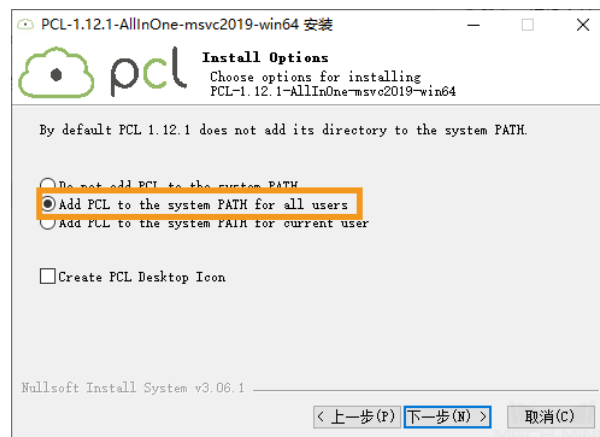 PCL-1.12.1-AllInOne-msvc2019-win64 安装
pcl
Install Options
Choose options for installing
PCL-1.12.1-AllInOne-msvc2019-win64
By default PCL 1.12.1 does not add its directory to the system PATH.
Do not add PCL to the system PATH
Add PCL to the system PATH for all users
Add PCL to the system PATH for current user
Create PCL Desktop Icon
Nullsoft Install System v3.06.1
< 上一步(P) 下一步(N) > 取消(C)